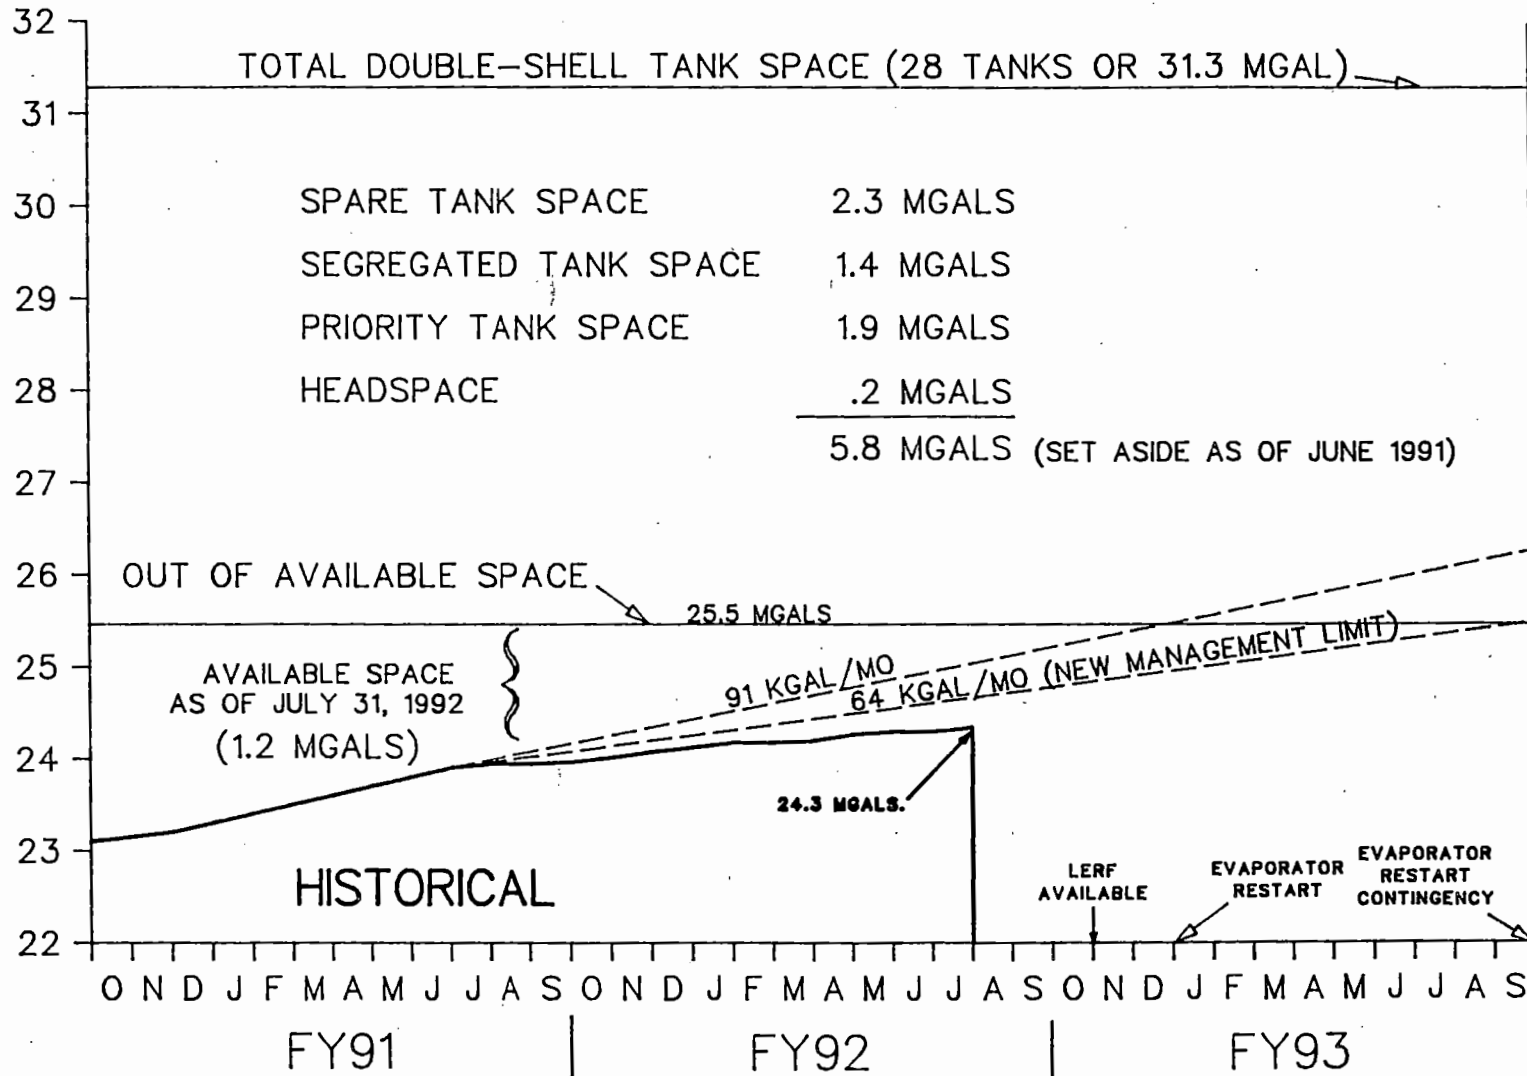 32
TOTAL DOUBLE-SHELL TANK SPACE (28 TANKS OR 31.3 MGAL)
31
30
SPARE TANK SPACE 2.3 MGALS
SEGREGATED TANK SPACE 1.4 MGALS
29
PRIORITY TANK SPACE 1.9 MGALS
28
HEADSPACE .2 MGALS
5.8 MGALS (SET ASIDE AS OF JUNE 1991)
27
26
OUT OF AVAILABLE SPACE
25.5 MGALS
25
AVAILABLE SPACE
AS OF JULY 31, 1992
(1.2 MGALS)
91 KGAL/MO
64 KGAL/MO (NEW MANAGEMENT LIMIT)
24
24.3 MGALS.
23
HISTORICAL
LERF
AVAILABLE
EVAPORATOR
RESTART
EVAPORATOR
RESTART
CONTINGENCY
22
O N D J F M A M J J A S O N D J F M A M J J A S O N D J F M A M J J A S
FY91 FY92 FY93